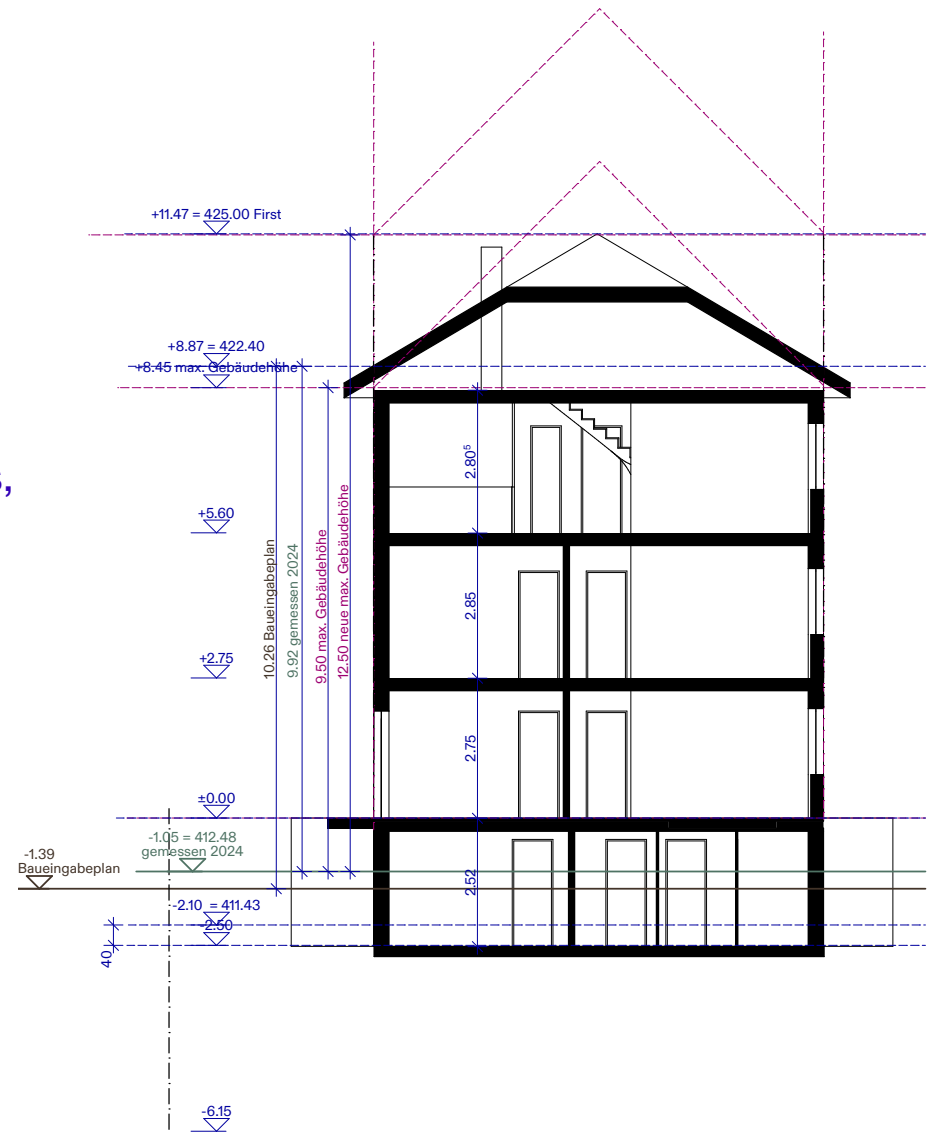 +11.47 = 425.00 First
+8.87 = 422.40
+8.45 max. Gebäudehöhe
2.80⁵
,
+5.60
10.26 Baueingabeplan
9.92 gemessen 2024
9.50 max. Gebäudehöhe
12.50 neue max. Gebäudehöhe
2.85
+2.75
2.75
±0.00
-1.05 = 412.48
gemessen 2024
-1.39
Baueingabeplan
2.52
-2.10 = 411.43
-2.50
40
-6.15